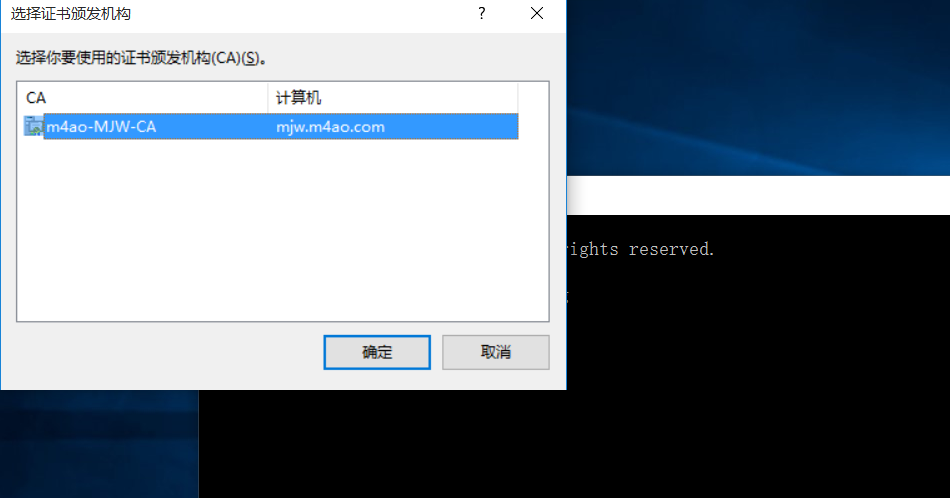 选择证书颁发机构
?
选择你要使用的证书颁发机构(CA)(S)。
CA 计算机
m4ao-MJW-CA mjw.m4ao.com
确定 取消
rights reserved.